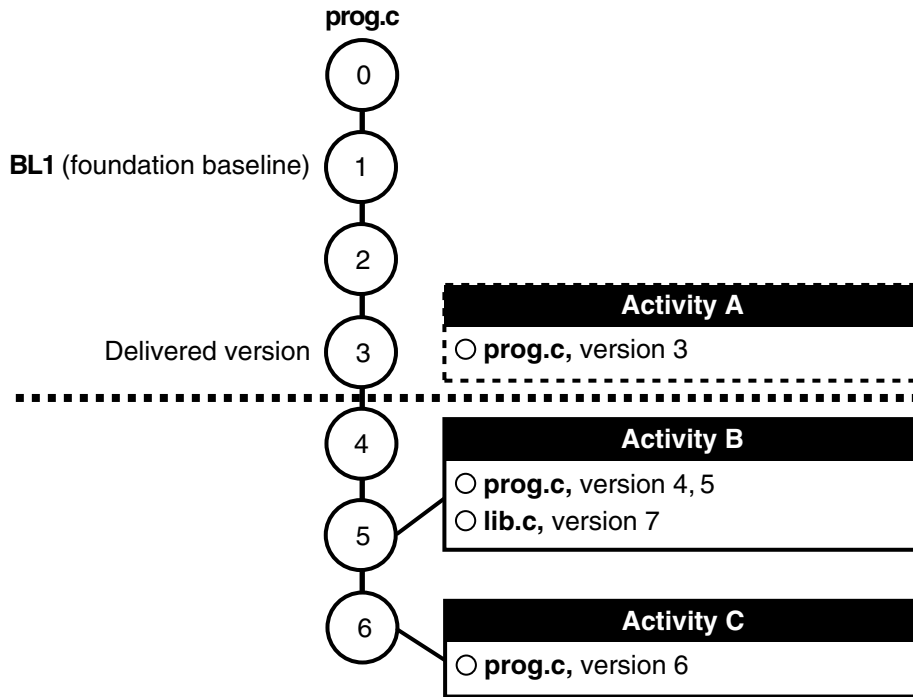 prog.c
0
BL1 (foundation baseline)
1
2
Activity A
Delivered version
3
prog.c, version 3
4
Activity B
prog.c, version 4, 5
lib.c, version 7
5
6
Activity C
prog.c, version 6